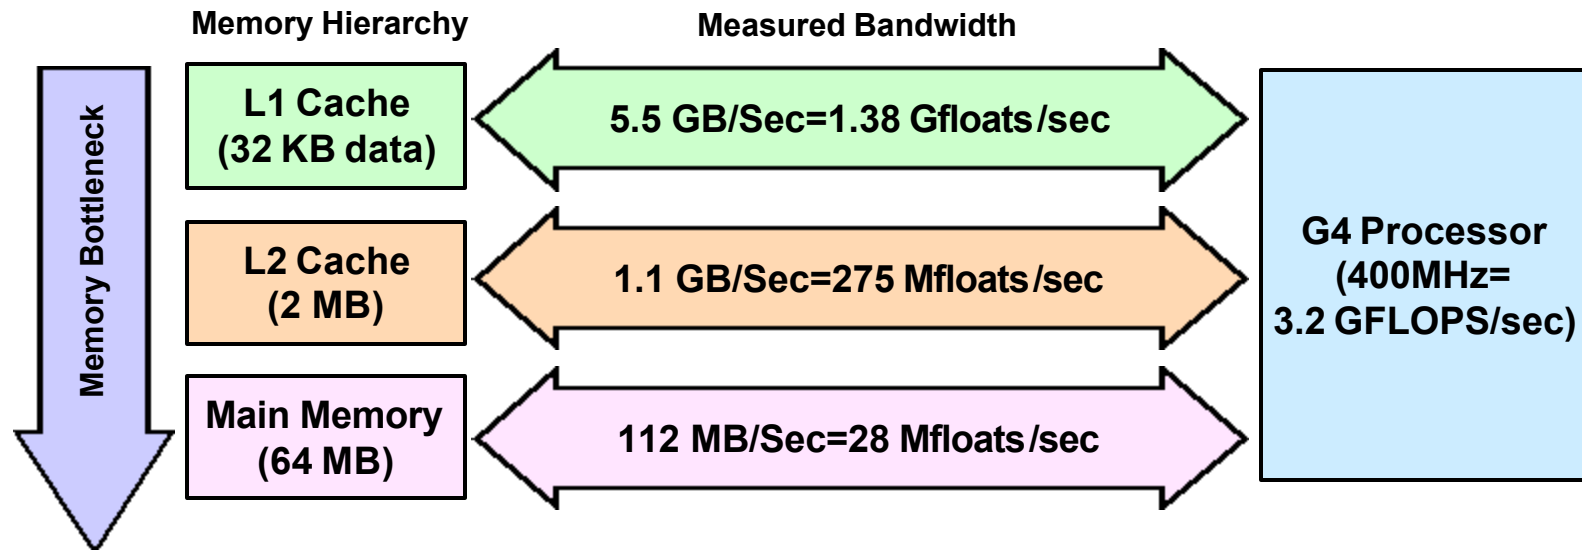 Memory Hierarchy
Measured Bandwidth
Memory Bottleneck
L1 Cache
(32 KB data)
5.5 GB/Sec=1.38 Gfloats/sec
L2 Cache
(2 MB)
1.1 GB/Sec=275 Mfloats/sec
Main Memory
(64 MB)
112 MB/Sec=28 Mfloats/sec
G4 Processor
(400MHz=
3.2 GFLOPS/sec)